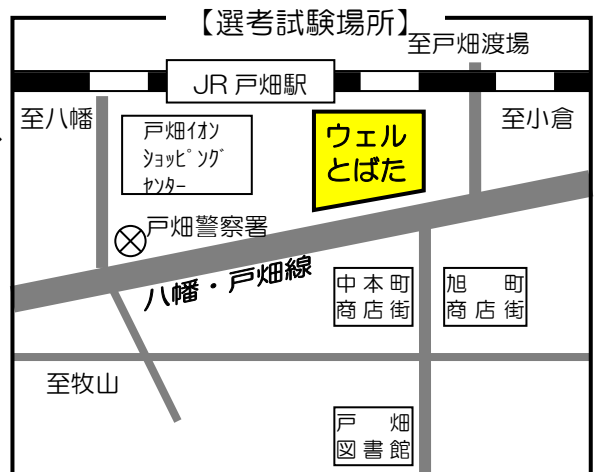 【選考試験場所】
至戸畑渡場
JR 戸畑駅
至八幡
至小倉
戸畑イオン
ショッピング
センター
ウェル
とばた
戸畑警察署
八幡・戸畑線
中本町
商店街
旭町
商店街
至牧山
戸畑
図書館